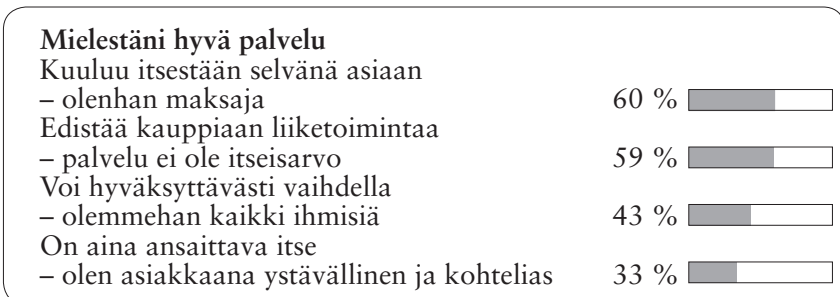 Mielestäni hyvä palvelu
Kuuluu itsestään selvänä asiaan
– olenhan maksaja 60 %
Edistää kauppiaan liiketoimintaa
– palvelu ei ole itseisarvo 59 %
Voi hyväksyttävästi vaihdella
– olemmehan kaikki ihmisiä 43 %
On aina ansaittava itse
– olen asiakkaana ystävällinen ja kohtelias 33 %